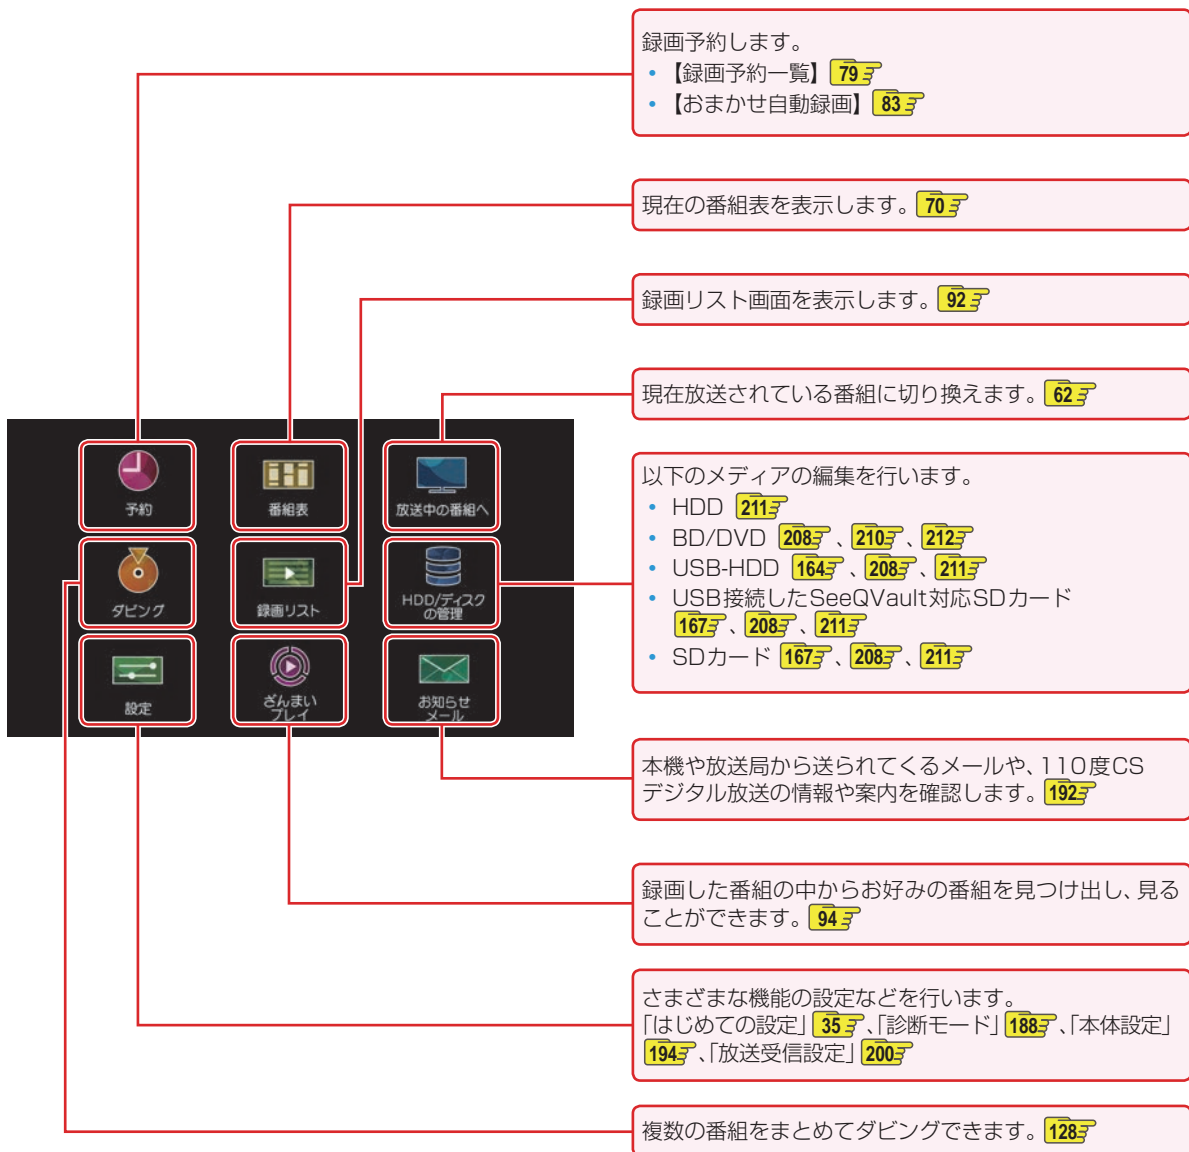 録画予約します。
• 【録画予約一覧】 79
• 【おまかせ自動録画】 83
現在の番組表を表示します。 70
録画リスト画面を表示します。 92
現在放送されている番組に切り換えます。 62
以下のメディアの編集を行います。
• HDD 211
• BD/DVD 208 、 210 、 212
• USB-HDD 164 、 208 、 211
• USB接続したSeeQVault対応SDカード
167 、 208 、 211
• SDカード 167 、 208 、 211
予約
番組表
放送中の番組へ
ダビング
録画リスト
HDD/ディスク
の管理
設定
ざんまい
プレイ
お知らせ
メール
本機や放送局から送られてくるメールや、110度CS
デジタル放送の情報や案内を確認します。 192
録画した番組の中からお好みの番組を見つけ出し、見る
ことができます。 94
さまざまな機能の設定などを行います。
「はじめての設定」 35 、「診断モード」 188 、「本体設定」
194 、「放送受信設定」 200
複数の番組をまとめてダビングできます。 128